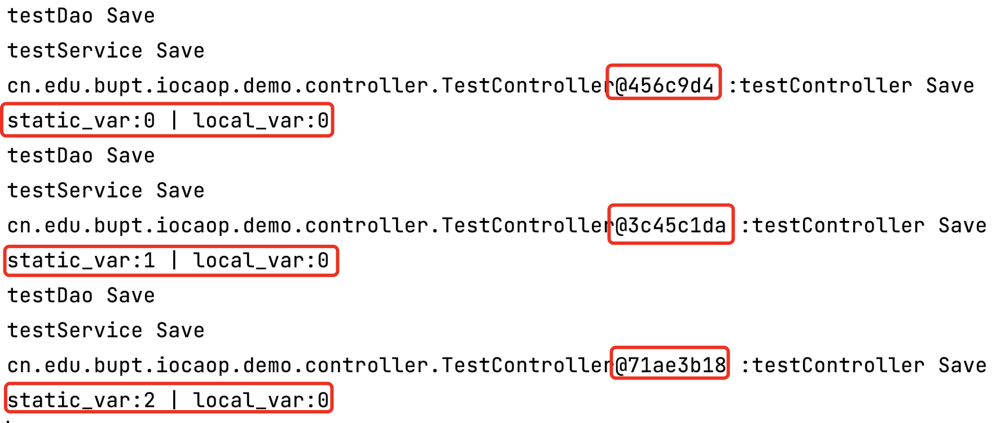 testDao Save
testService Save
cn.edu.bupt.iocaop.demo.controller.TestController@456c9d4 :testController Save
static_var:0 | local_var:0
testDao Save
testService Save
cn.edu.bupt.iocaop.demo.controller.TestController@3c45c1da :testController Save
static_var:1 | local_var:0
testDao Save
testService Save
cn.edu.bupt.iocaop.demo.controller.TestController@71ae3b18 :testController Save
static_var:2 | local_var:0